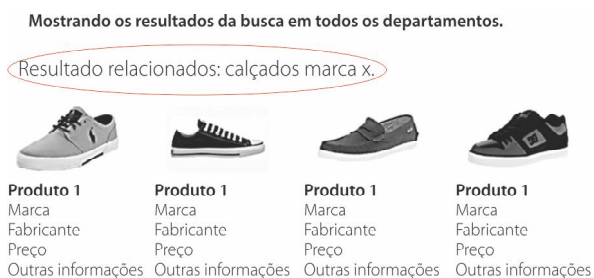 Mostrando os resultados da busca em todos os departamentos.
Resultado relacionados: calçados marca x.
Produto 1 Produto 1 Produto 1 Produto 1
Marca Marca Marca Marca
Fabricante Fabricante Fabricante Fabricante
Preço Preço Preço Preço
Outras informações Outras informações Outras informações Outras informações